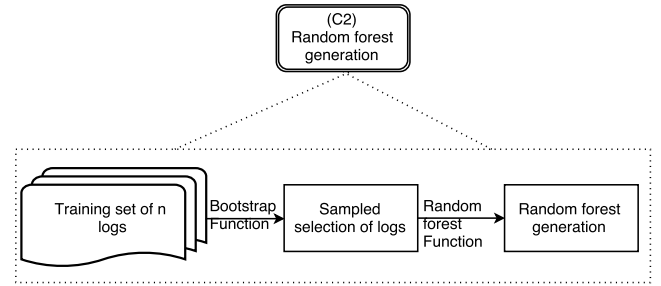 (C2)
Random forest
generation
Training set of n
logs
Bootstrap
Function
Sampled
selection of logs
Random
forest
Function
Random forest
generation